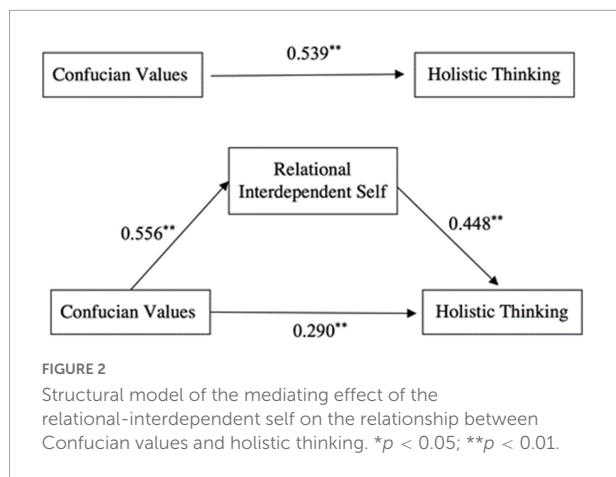 0.539**
Confucian Values
Holistic Thinking
Relational
Interdependent Self
0.556**
0.448**
Confucian Values
Holistic Thinking
0.290**
FIGURE 2
Structural model of the mediating effect of the
relational-interdependent self on the relationship between
Confucian values and holistic thinking. *p < 0.05; **p < 0.01.